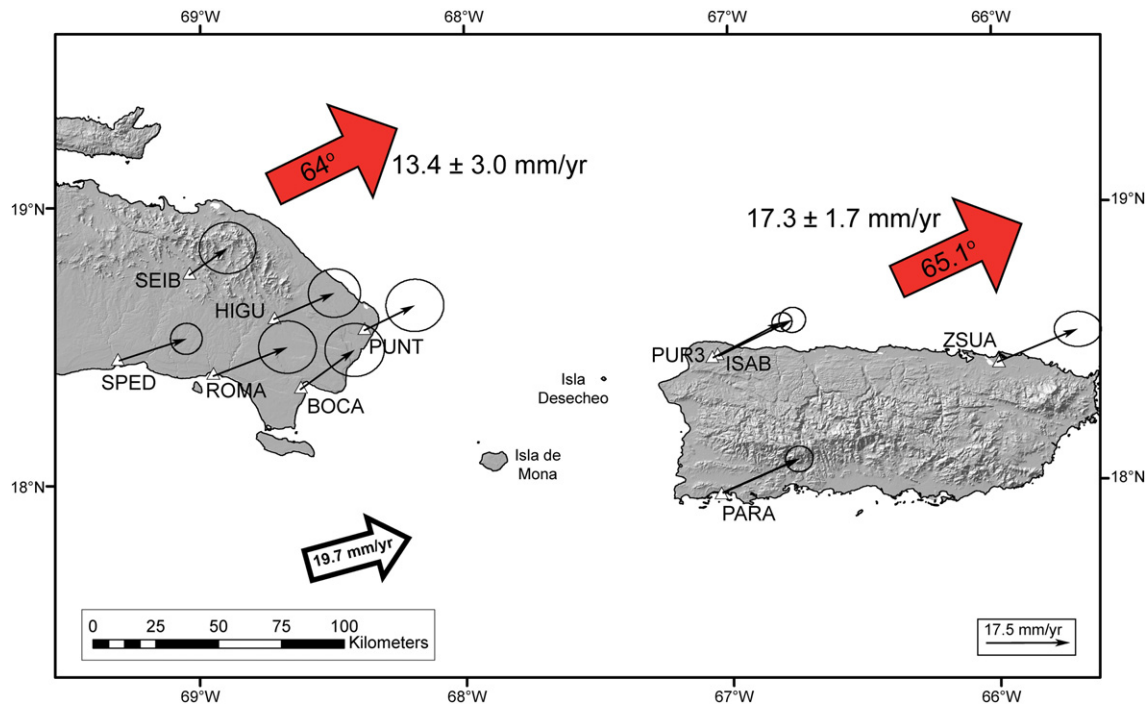 69°W
68°W
67°W
66°W
19°N
19°N
64°
13.4 ± 3.0 mm/yr
17.3 ± 1.7 mm/yr
65.1°
SEIB
HIGU
PUNT
SPED
ROMA
BOCA
PUR3
ISAB
ZSUA
Isla
Desecheo
Isla de
Mona
PARA
18°N
18°N
19.7 mm/yr
0 25 50 75 100
Kilometers
17.5 mm/yr
69°W
68°W
67°W
66°W